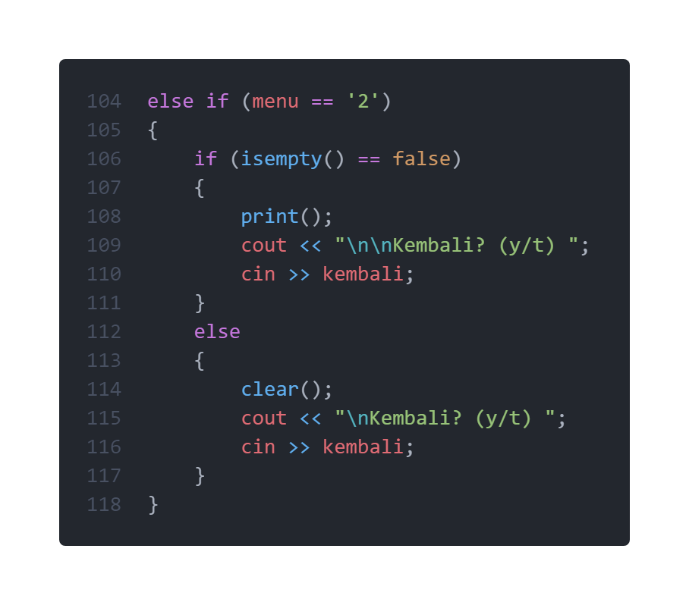 104 else if (menu == '2')
105 {
106     if (isempty() == false)
107     {
108         print();
109         cout << "\n\nKembali? (y/t) ";
110         cin >> kembali;
111     }
112     else
113     {
114         clear();
115         cout << "\nKembali? (y/t) ";
116         cin >> kembali;
117     }
118 }